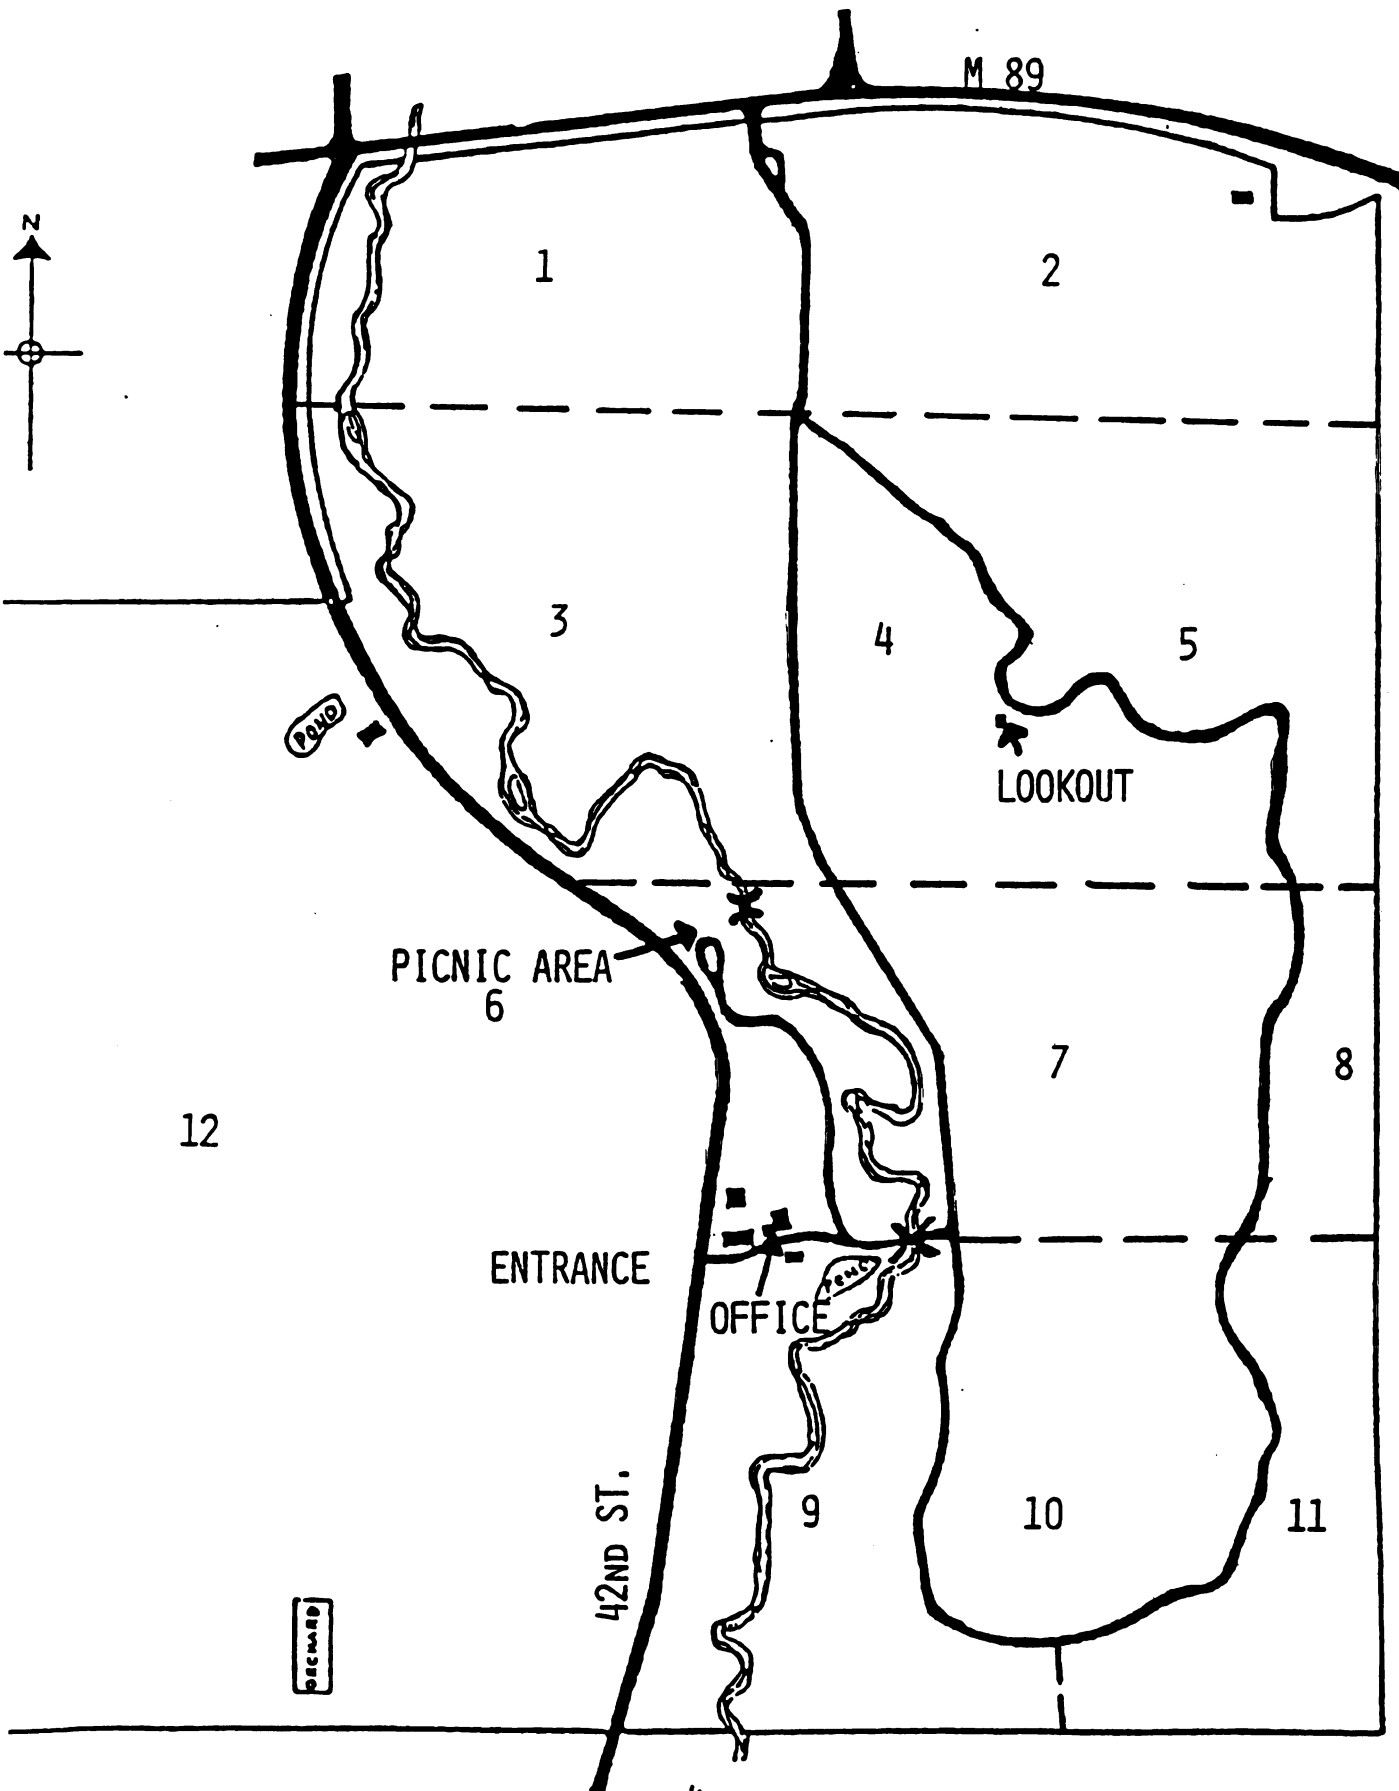 M 89
N
1
2
3
4
5
POND
LOOKOUT
PICNIC AREA
6
7
8
12
ENTRANCE
POND
OFFICE
42ND ST.
9
10
11
ORCHARD